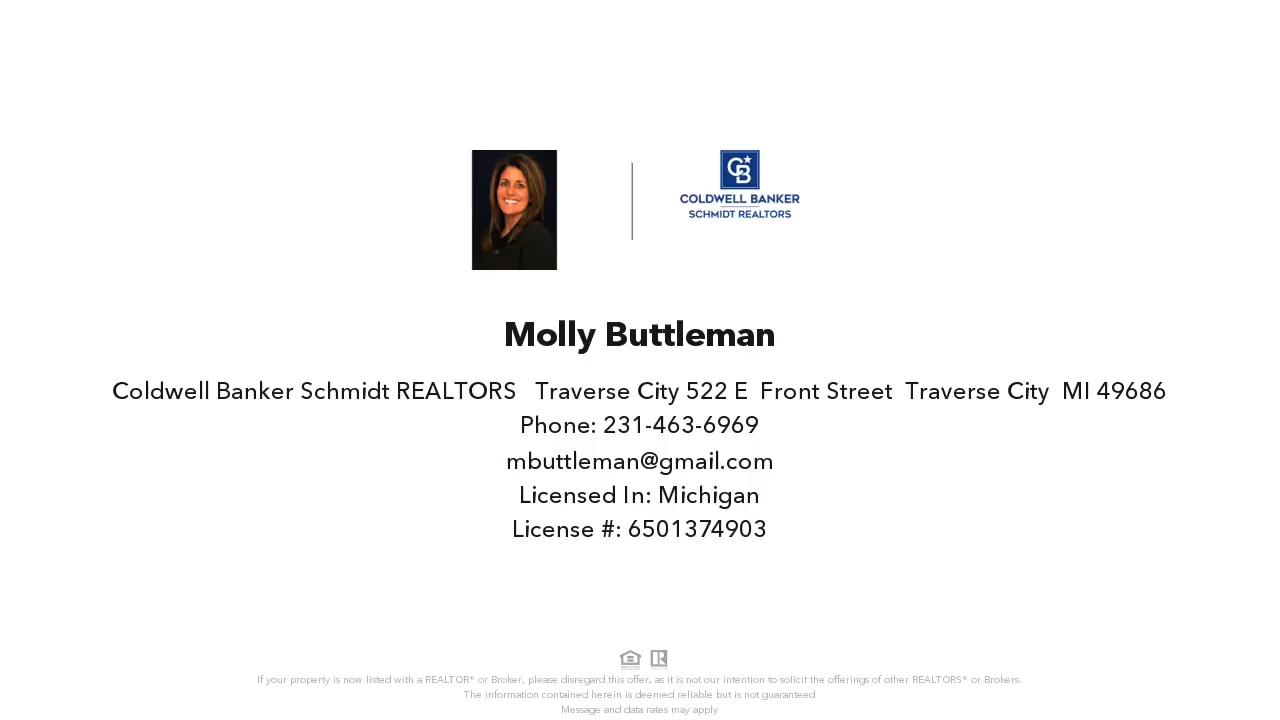 CB
COLDWELL BANKER
SCHMIDT REALTORS
Molly Buttleman
Coldwell Banker Schmidt REALTORS Traverse City 522 E Front Street Traverse City MI 49686
Phone: 231-463-6969
mbuttleman@gmail.com
Licensed In: Michigan
License #: 6501374903
If your property is now listed with a REALTOR® or Broker, please disregard this offer, as it is not our intention to solicit the offerings of other REALTORS® or Brokers.
The information contained herein is deemed reliable but is not guaranteed
Message and data rates may apply